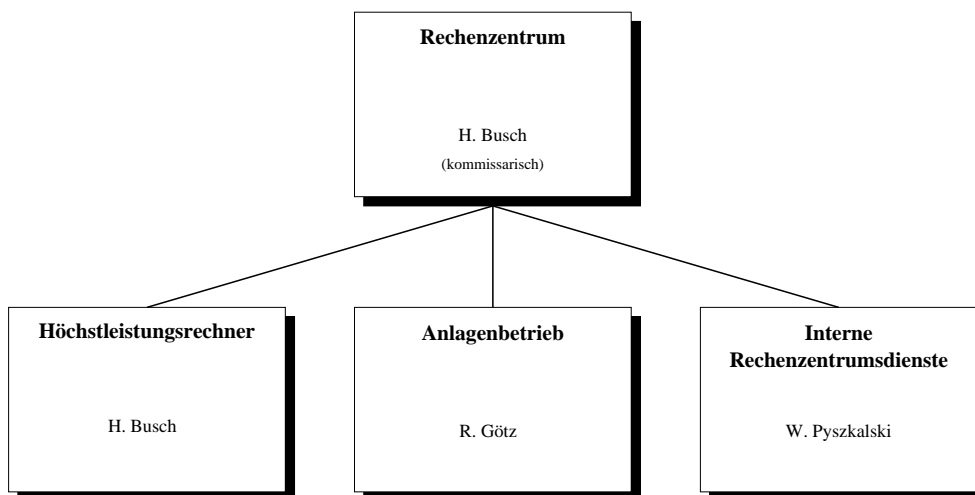 Rechenzentrum
H. Busch
(kommissarisch)
Höchstleistungsrechner
H. Busch
Anlagenbetrieb
R. Götz
Interne
Rechenzentrumsdienste
W. Pyszkalski